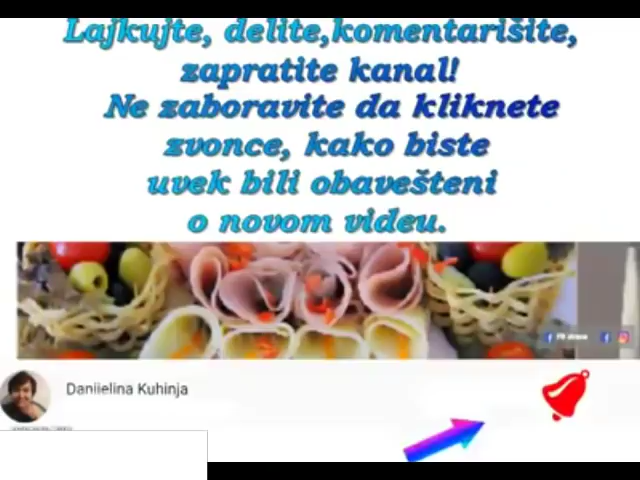 Lajkujte, delite,komentarišite,
zapratite kanal!
Ne zaboravite da kliknete
zvonce, kako biste
uvek bili obavešteni
o novom videu.
Danijelina Kuhinja